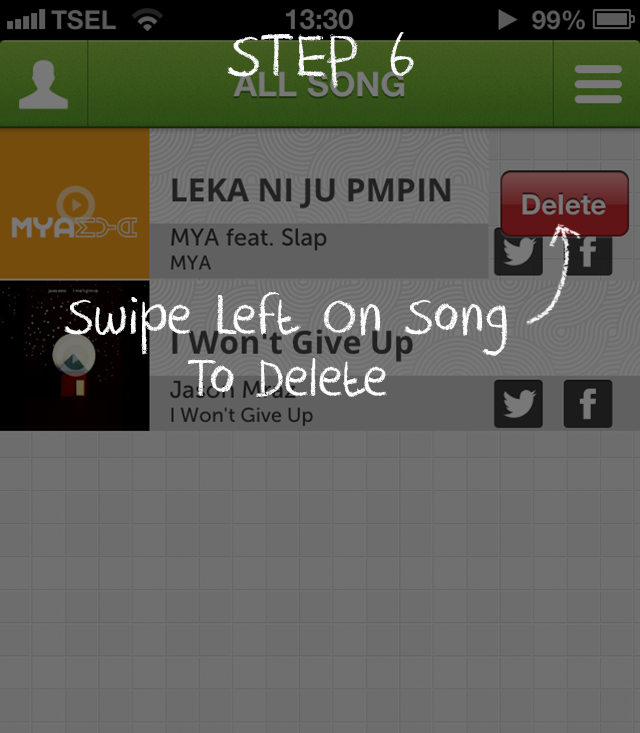 TSEL 13:30 99%
STEP 6
ALL SONG
MYA
LEKA NI JU PMPIN
MYA feat. Slap
MYA
Delete
Swipe Left On Song
To Delete
I Won't Give Up
Jason Mraz
I Won't Give Up